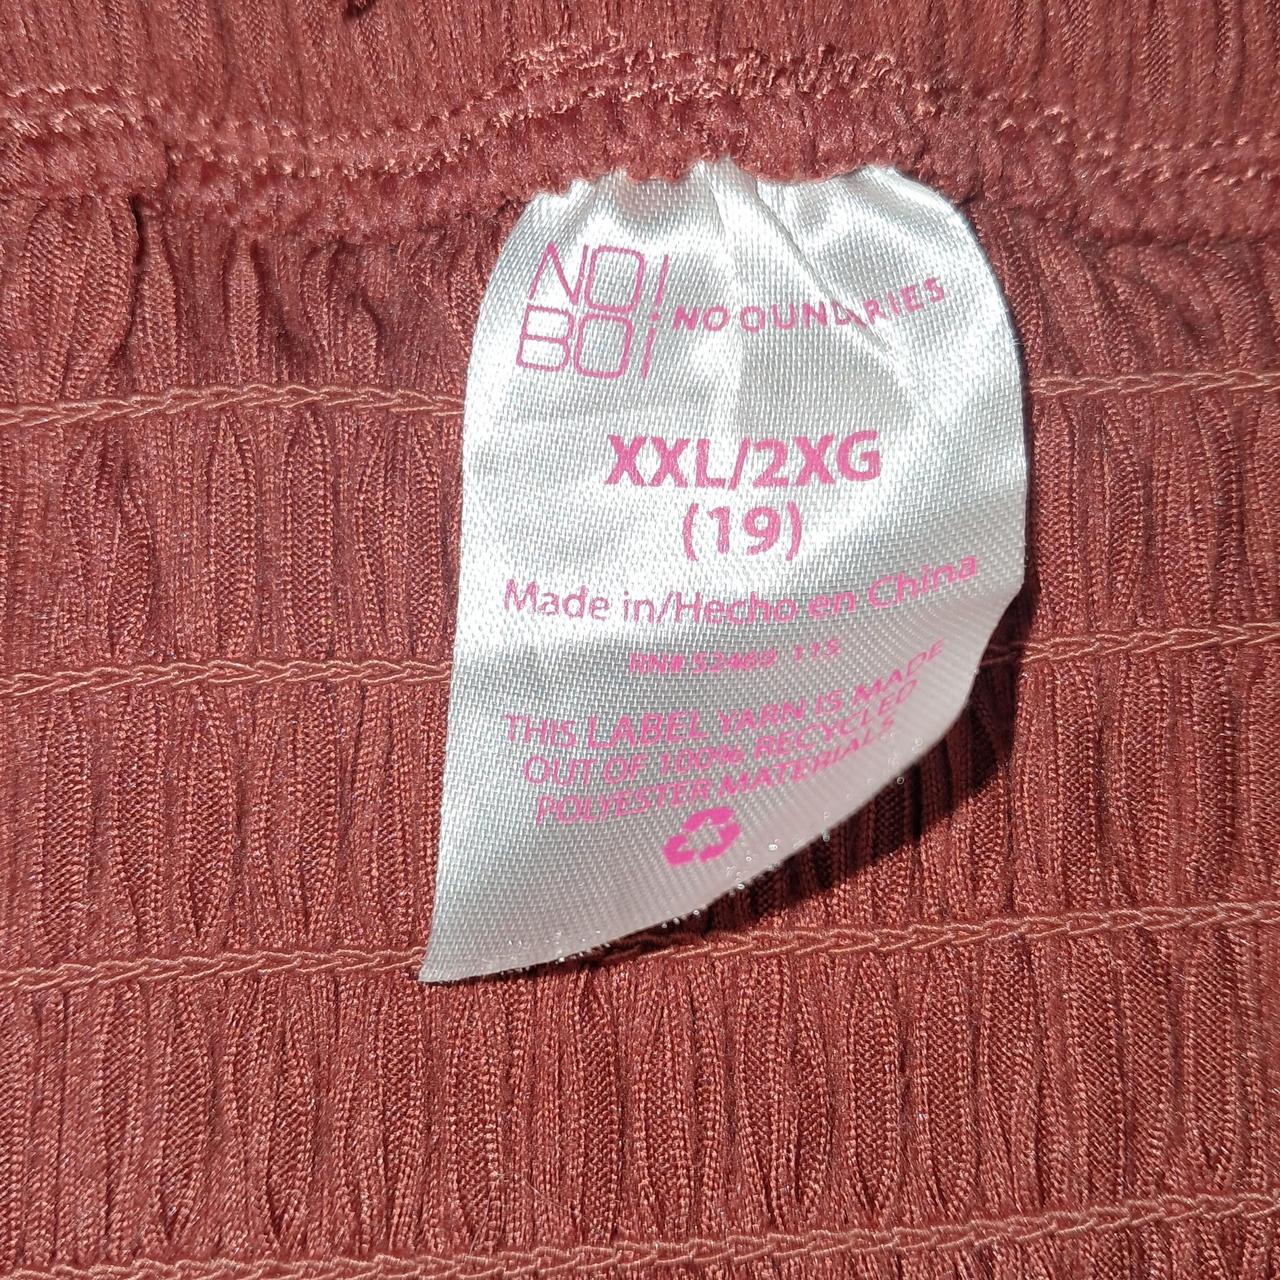 NO!
BOi
NO OUNDARIES
XXL/2XG
(19)
Made in/Hecho en China
RN# 52469 11S
THIS LABEL YARN IS MADE
OUT OF 100% RECYCLED
POLYESTER MATERIALS